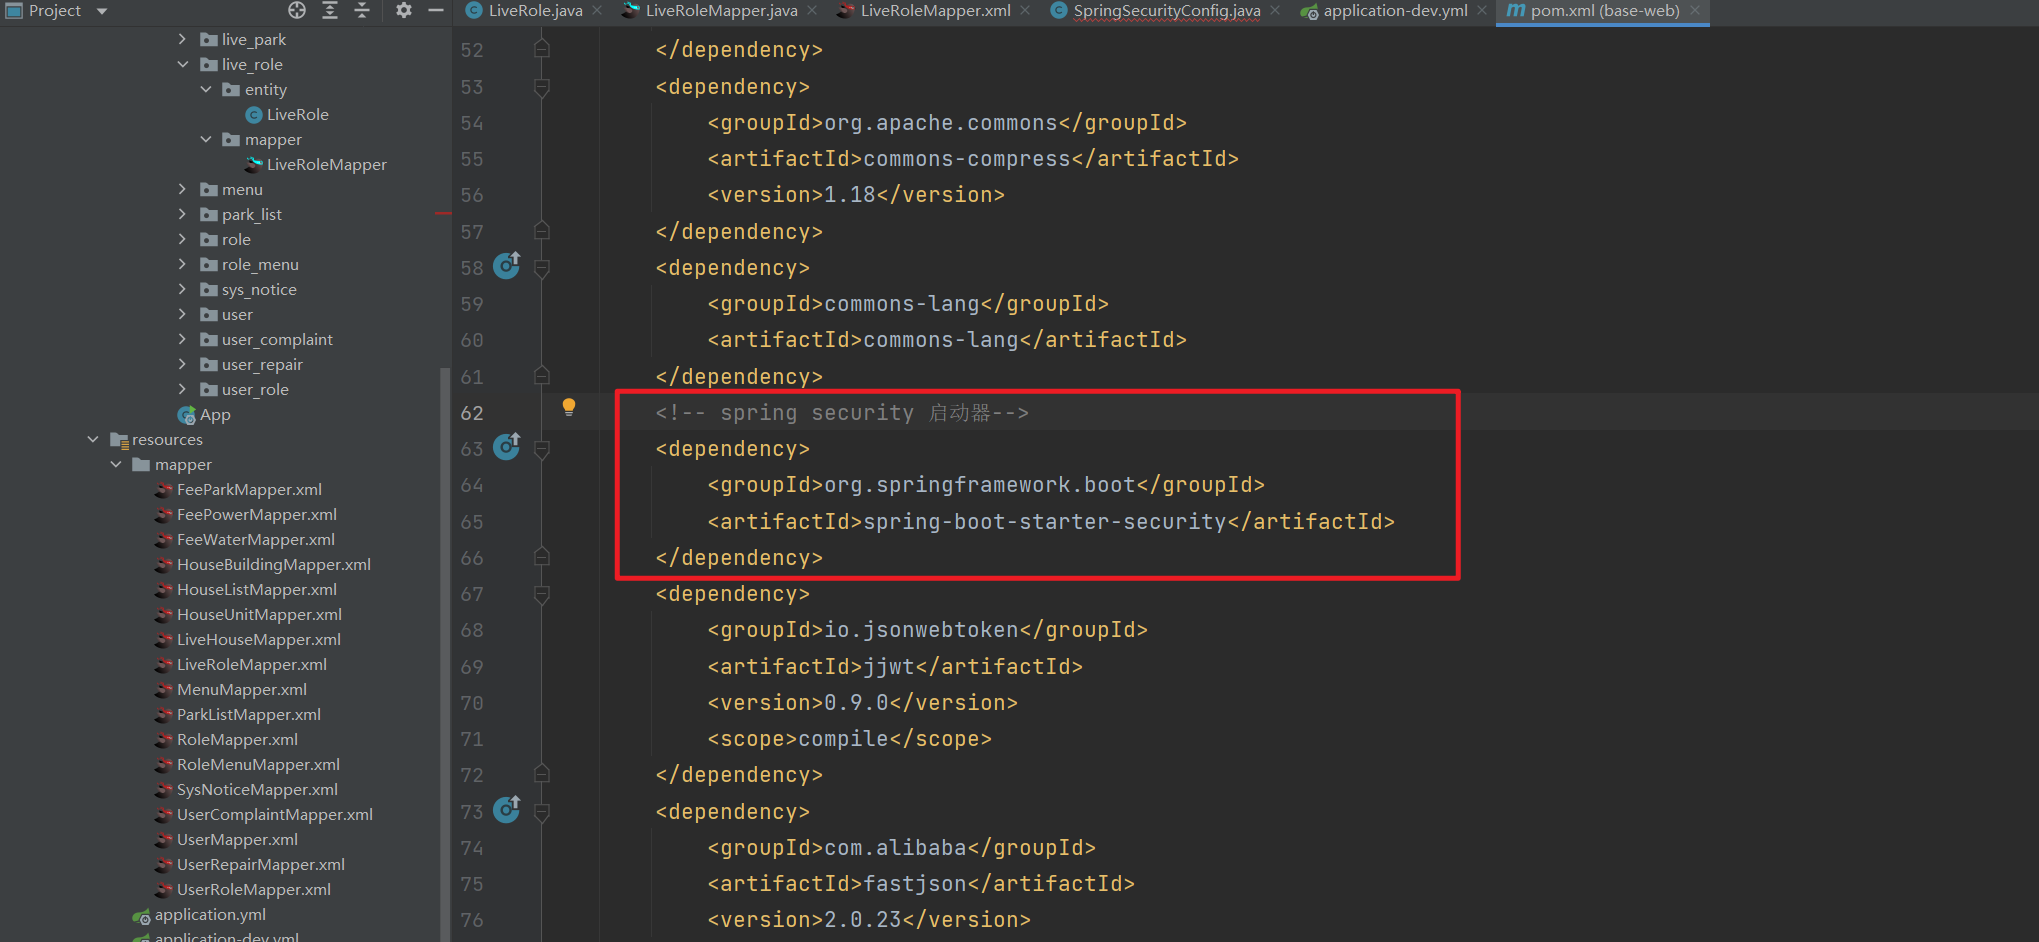 Project
LiveRole.java
LiveRoleMapper.java
LiveRoleMapper.xml
SpringSecurityConfig.java
application-dev.yml
pom.xml (base-web)
live_park
live_role
entity
LiveRole
mapper
LiveRoleMapper
menu
park_list
role
role_menu
sys_notice
user
user_complaint
user_repair
user_role
App
resources
mapper
FeeParkMapper.xml
FeePowerMapper.xml
FeeWaterMapper.xml
HouseBuildingMapper.xml
HouseListMapper.xml
HouseUnitMapper.xml
LiveHouseMapper.xml
LiveRoleMapper.xml
MenuMapper.xml
ParkListMapper.xml
RoleMapper.xml
RoleMenuMapper.xml
SysNoticeMapper.xml
UserComplaintMapper.xml
UserMapper.xml
UserRepairMapper.xml
UserRoleMapper.xml
application.yml
application-dev.yml
52 </dependency>
53 <dependency>
54 <groupId>org.apache.commons</groupId>
55 <artifactId>commons-compress</artifactId>
56 <version>1.18</version>
57 </dependency>
58 <dependency>
59 <groupId>commons-lang</groupId>
60 <artifactId>commons-lang</artifactId>
61 </dependency>
62 <!-- spring security 启动器-->
63 <dependency>
64 <groupId>org.springframework.boot</groupId>
65 <artifactId>spring-boot-starter-security</artifactId>
66 </dependency>
67 <dependency>
68 <groupId>io.jsonwebtoken</groupId>
69 <artifactId>jjwt</artifactId>
70 <version>0.9.0</version>
71 <scope>compile</scope>
72 </dependency>
73 <dependency>
74 <groupId>com.alibaba</groupId>
75 <artifactId>fastjson</artifactId>
76 <version>2.0.23</version>